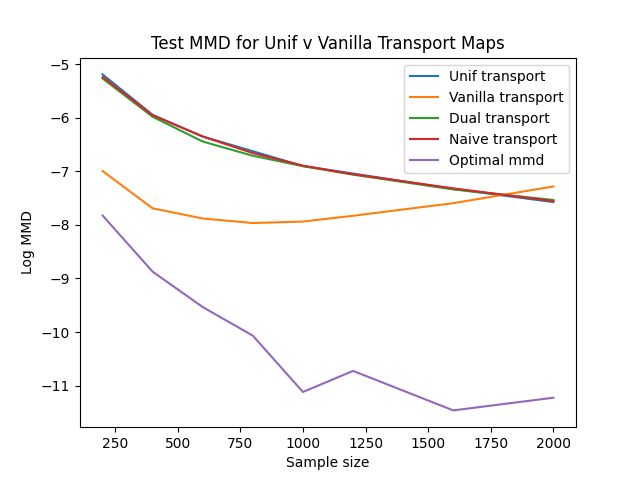 Test MMD for Unif v Vanilla Transport Maps
Unif transport
Vanilla transport
Dual transport
Naive transport
Optimal mmd
−5
−6
−7
−8
−9
−10
−11
Log MMD
250
500
750
1000
1250
1500
1750
2000
Sample size